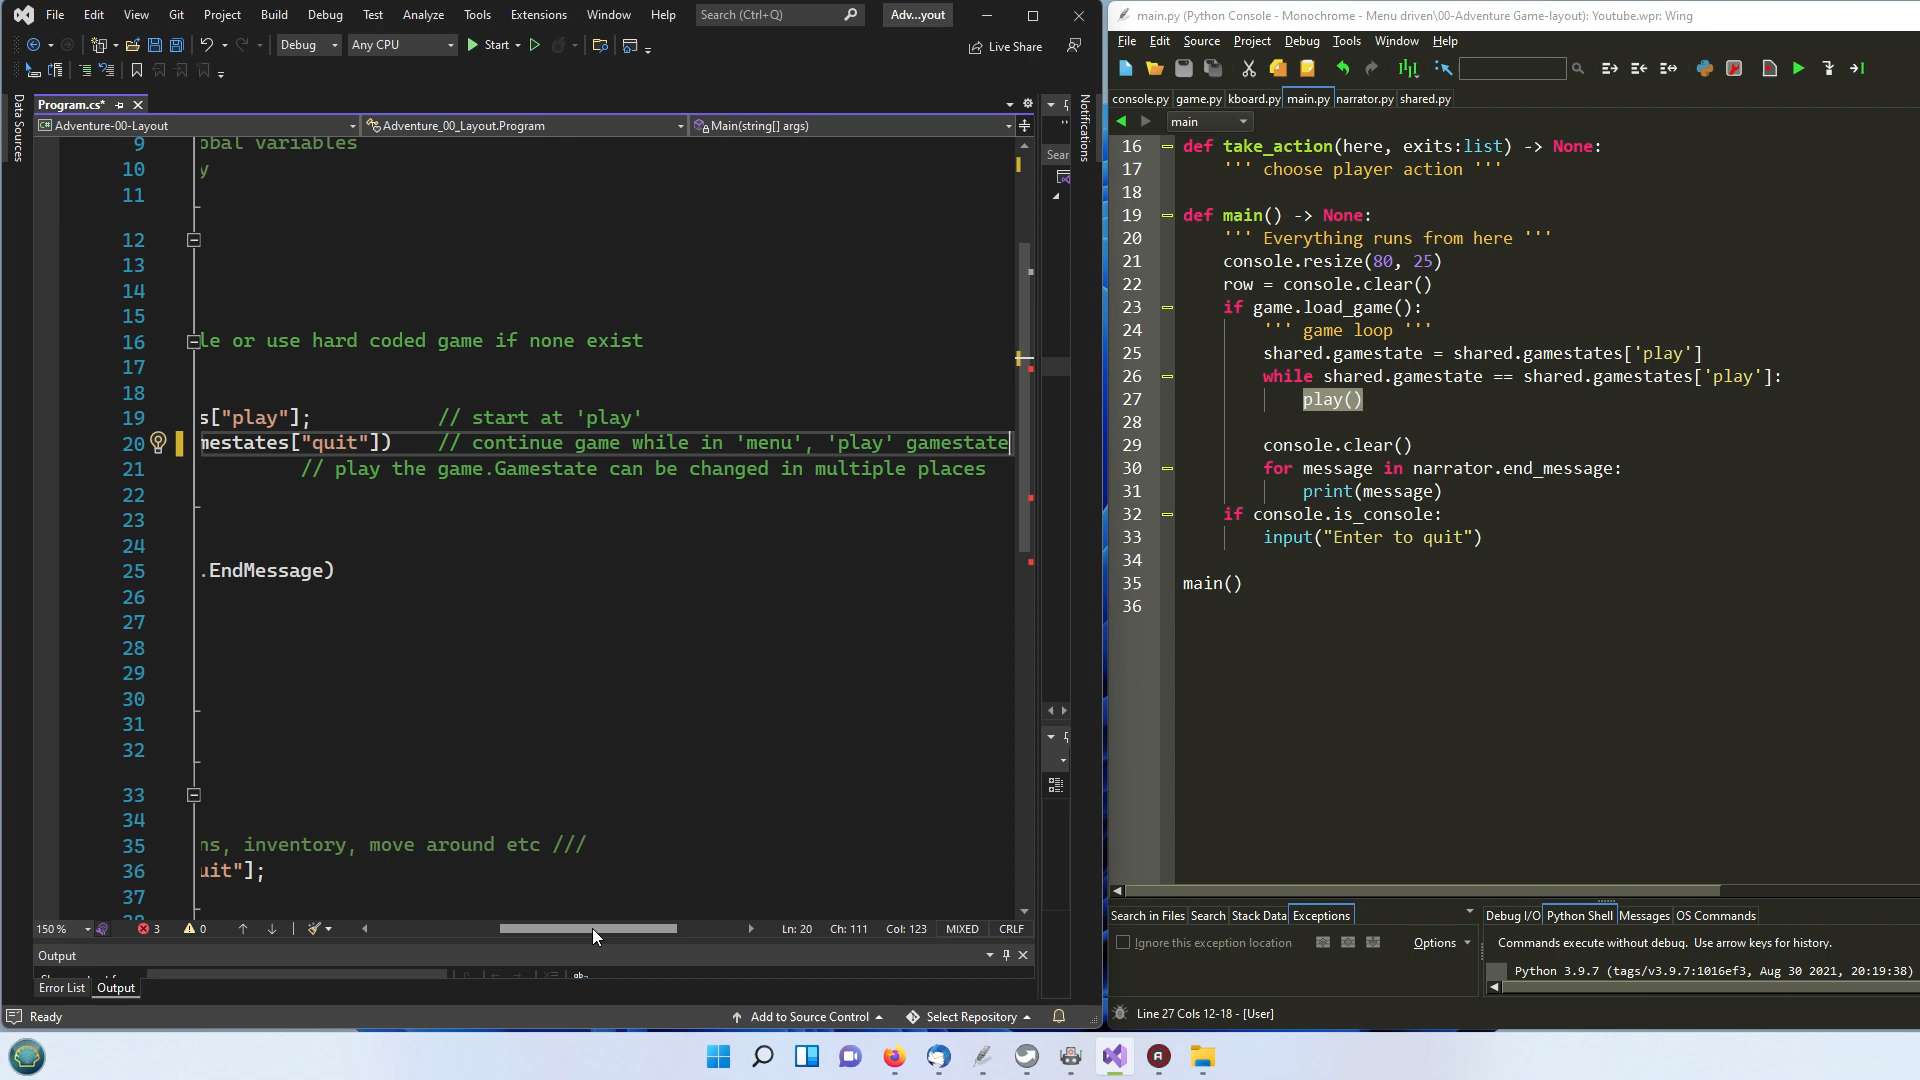 File Edit View Git Project Build Debug Test Analyze Tools Extensions Window Help Search (Ctrl+Q) Adv...yout
Debug Any CPU Start Live Share
Data Sources
Notifications
Program.cs*
Adventure-00-Layout Adventure_00_Layout.Program Main(string[] args)
Sear
9 obal variables
10 y
11
12
13
14
15
16 le or use hard coded game if none exist
17
18
19 s["play"]; // start at 'play'
20 mestates["quit"]) // continue game while in 'menu', 'play' gamestate
21 // play the game.Gamestate can be changed in multiple places
22
23
24
25 .EndMessage)
26
27
28
29
30
31
32
33
34
35 ns, inventory, move around etc ///
36 uit"];
37
150 % 3 0 Ln: 20 Ch: 111 Col: 123 MIXED CRLF
Output
Error List Output
Ready Add to Source Control Select Repository
main.py (Python Console - Monochrome - Menu driven\00-Adventure Game-layout): Youtube.wpr: Wing
File Edit Source Project Debug Tools Window Help
console.py game.py kboard.py main.py narrator.py shared.py
main
16 def take_action(here, exits:list) -> None:
17 ''' choose player action '''
18
19 def main() -> None:
20 ''' Everything runs from here '''
21 console.resize(80, 25)
22 row = console.clear()
23 if game.load_game():
24 ''' game loop '''
25 shared.gamestate = shared.gamestates['play']
26 while shared.gamestate == shared.gamestates['play']:
27 play()
28
29 console.clear()
30 for message in narrator.end_message:
31 print(message)
32 if console.is_console:
33 input("Enter to quit")
34
35 main()
36
Search in Files Search Stack Data Exceptions
Ignore this exception location Options
Debug I/O Python Shell Messages OS Commands
Commands execute without debug. Use arrow keys for history.
Python 3.9.7 (tags/v3.9.7:1016ef3, Aug 30 2021, 20:19:38)
Line 27 Cols 12-18 - [User]